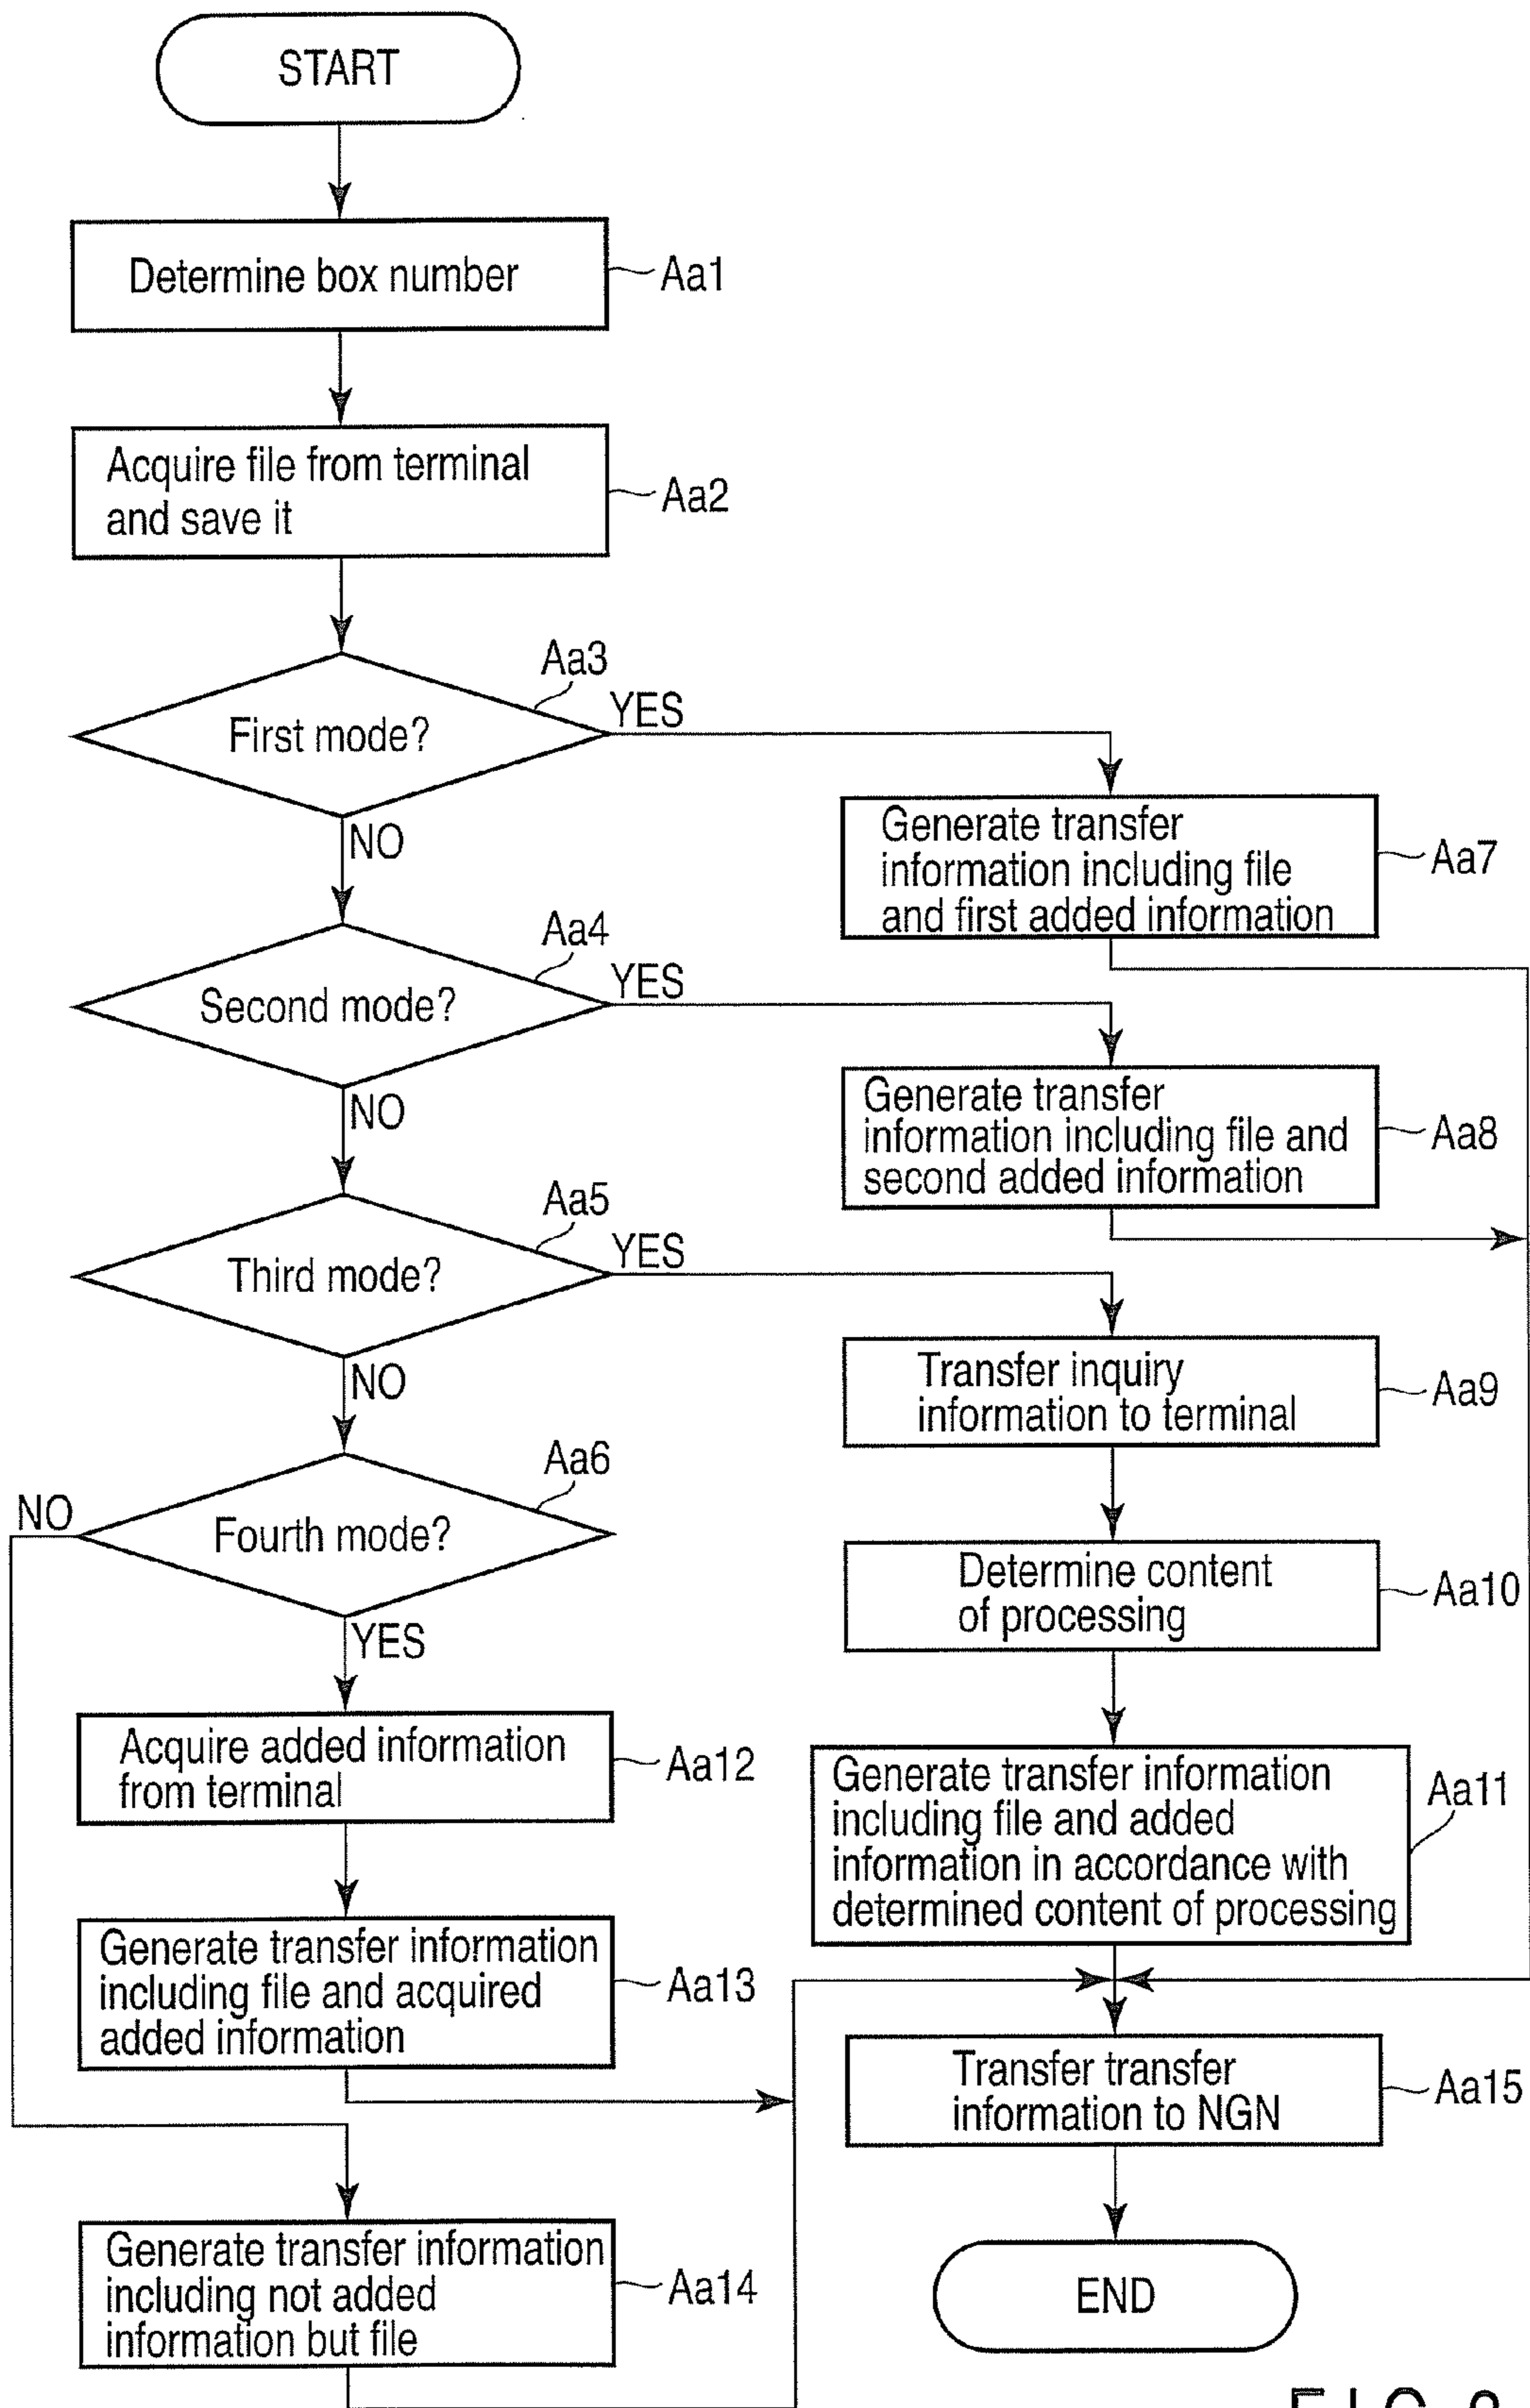 START
Determine box number
Aa1
Acquire file from terminal
and save it
Aa2
Aa3
First mode?
YES
NO
Generate transfer
information including file
and first added information
Aa7
Aa4
Second mode?
YES
NO
Generate transfer
information including file and
second added information
Aa8
Aa5
Third mode?
YES
NO
Transfer inquiry
information to terminal
Aa9
Aa6
NO
Fourth mode?
YES
Determine content
of processing
Aa10
Acquire added information
from terminal
Aa12
Generate transfer information
including file and added
information in accordance with
determined content of processing
Aa11
Generate transfer information
including file and acquired
added information
Aa13
Transfer transfer
information to NGN
Aa15
Generate transfer information
including not added
information but file
Aa14
END